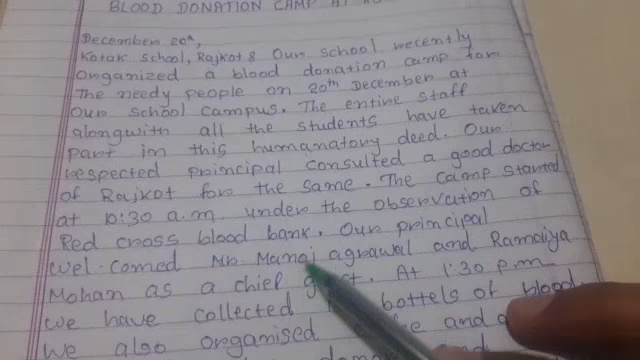 BLOOD DONATION CAMP AT
December 20th,
Kotak School, Rajkot : Our school recently
organized a blood donation camp for
The needy people on 20th December at
Our School Campus. The entire staff
alongwith all the students have taken
part in this humanatory deed. Our
respected principal consulted a good doctor
of Rajkot for the same. The camp started
at 10:30 a.m. under the observation of
Red cross blood bank. Our principal
wel-comed Mr. Manoj agrawal and Ramaiya
Mohan as a chief guest. At 1:30 p.m
We have collected bottels of blood.
We also organised and